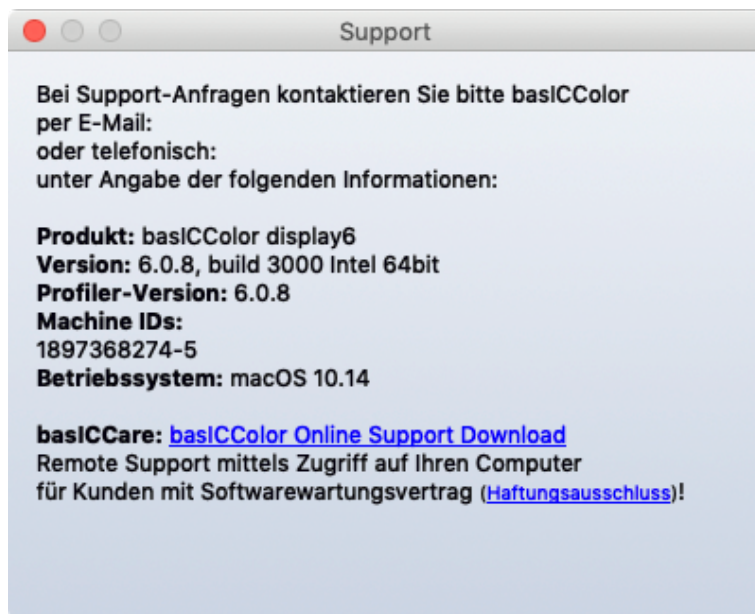 Support
Bei Support-Anfragen kontaktieren Sie bitte basICColor
per E-Mail:
oder telefonisch:
unter Angabe der folgenden Informationen:
Produkt: basICColor display6
Version: 6.0.8, build 3000 Intel 64bit
Profiler-Version: 6.0.8
Machine IDs:
1897368274-5
Betriebssystem: macOS 10.14
basICCare: basICColor Online Support Download
Remote Support mittels Zugriff auf Ihren Computer
für Kunden mit Softwarewartungsvertrag (Haftungsausschluss)!